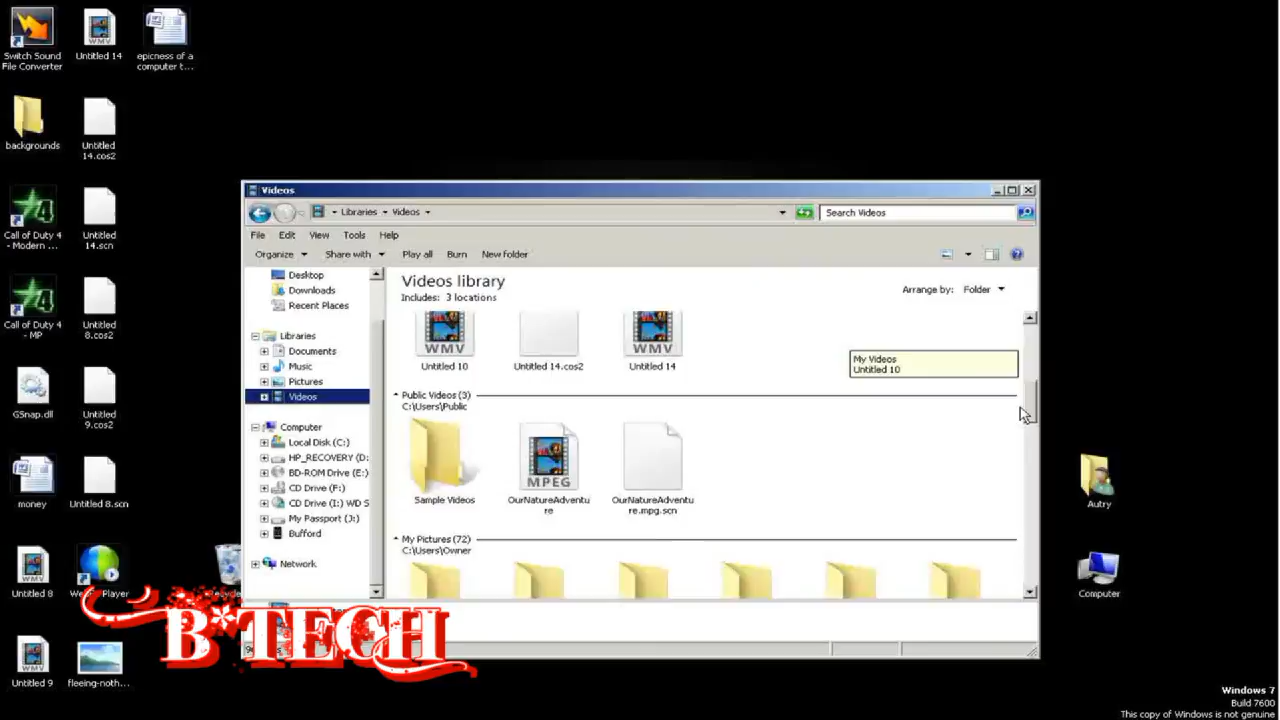 Switch Sound
File Converter
Untitled 14
epicness of a
computer t...
backgrounds
Untitled
14.cos2
Call of Duty 4
- Modern ...
Untitled
14.scn
Call of Duty 4
- MP
Untitled
8.cos2
GSnap.dll
Untitled
9.cos2
money
Untitled 8.scn
Untitled 8
Untitled 9
fleeing-noth...
Videos
Libraries
Videos
Search Videos
File
Edit
View
Tools
Help
Organize
Share with
Play all
Burn
New folder
Desktop
Downloads
Recent Places
Libraries
Documents
Music
Pictures
Videos
Computer
Local Disk (C:)
HP_RECOVERY (D:
BD-ROM Drive (E:)
CD Drive (F:)
CD Drive (I:) WD S
My Passport (J:)
Bufford
Network
Videos library
Includes: 3 locations
Arrange by:
Folder
WMV
Untitled 10
Untitled 14.cos2
WMV
Untitled 14
My Videos
Untitled 10
Public Videos (3)
C:\Users\Public
Sample Videos
MPEG
OurNatureAdventu
re
OurNatureAdventu
re.mpg.scn
My Pictures (72)
C:\Users\Owner
B*TECH
Autry
Computer
Windows 7
Build 7600
This copy of Windows is not genuine